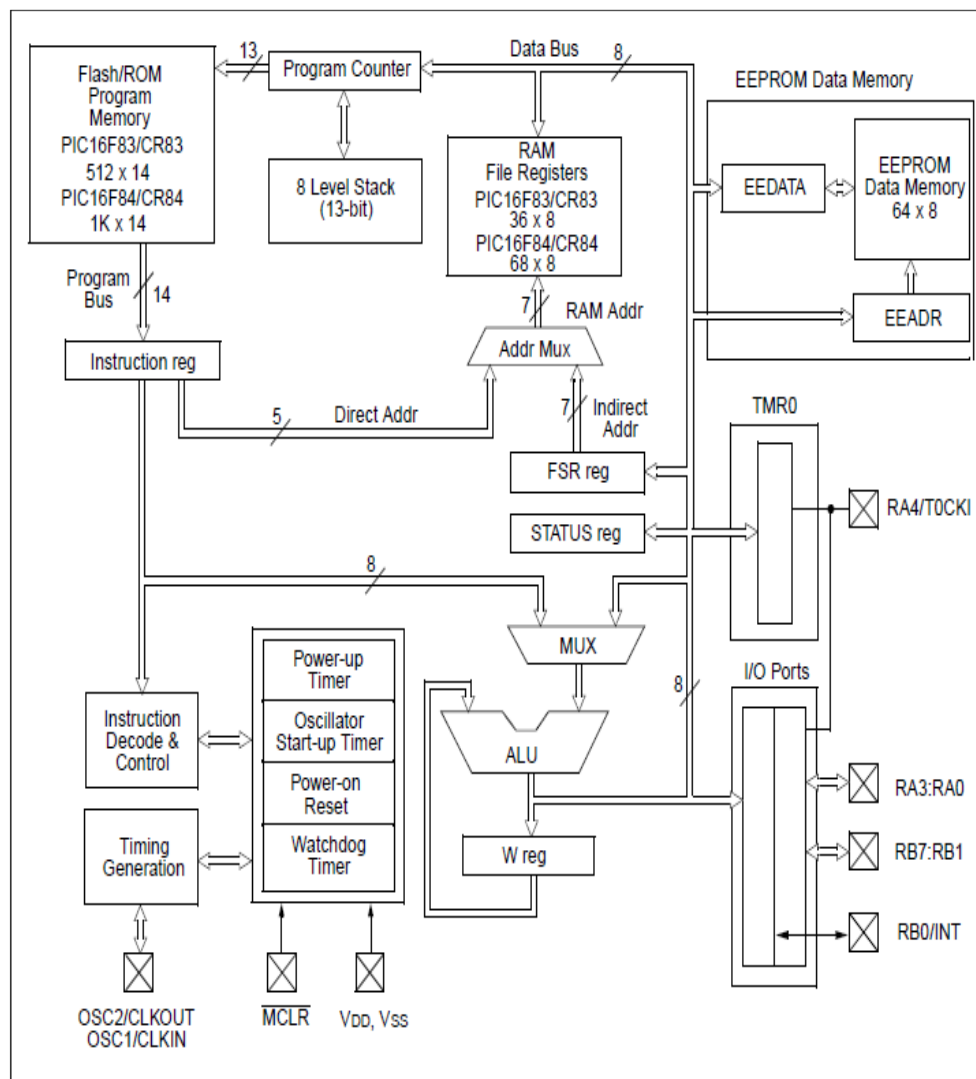 Flash/ROM
Program
Memory
PIC16F83/CR83
512 x 14
PIC16F84/CR84
1K x 14
13
Program Counter
Data Bus
8
8 Level Stack
(13-bit)
RAM
File Registers
PIC16F83/CR83
36 x 8
PIC16F84/CR84
68 x 8
EEPROM Data Memory
EEDATA
EEPROM
Data Memory
64 x 8
EEADR
Program
Bus
14
7
RAM Addr
Addr Mux
Instruction reg
5
Direct Addr
7
Indirect
Addr
FSR reg
STATUS reg
TMR0
RA4/T0CKI
8
MUX
8
I/O Ports
Power-up
Timer
Oscillator
Start-up Timer
Power-on
Reset
Watchdog
Timer
Instruction
Decode &
Control
Timing
Generation
ALU
W reg
RA3:RA0
RB7:RB1
RB0/INT
OSC2/CLKOUT
OSC1/CLKIN
MCLR
VDD, VSS